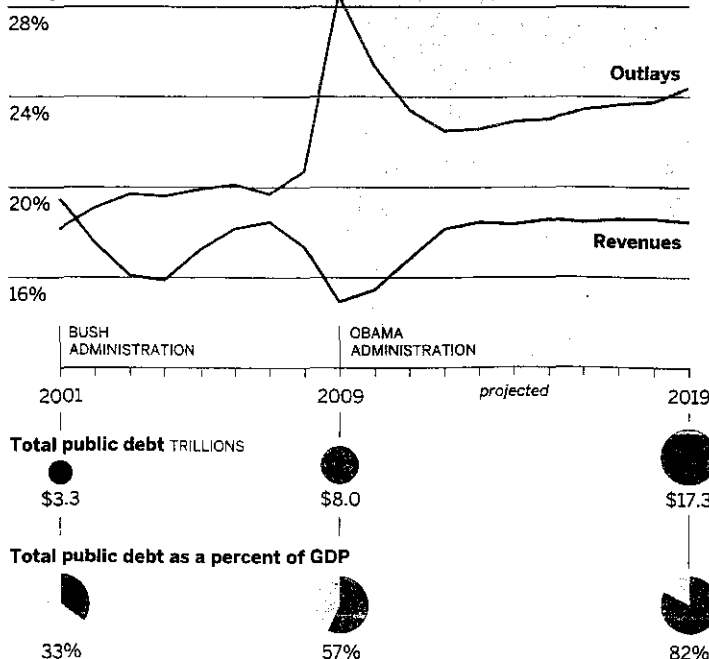 28%
Outlays
24%
20%
Revenues
16%
BUSH
ADMINISTRATION
OBAMA
ADMINISTRATION
2001
2009
projected
2019
Total public debt TRILLIONS
$3.3
$8.0
$17.3
Total public debt as a percent of GDP
33%
57%
82%